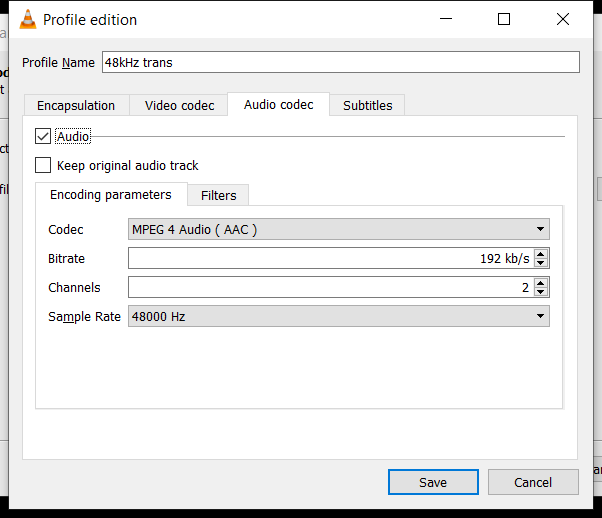 Profile edition
Profile Name 48kHz trans
Encapsulation Video codec Audio codec Subtitles
Audio
Keep original audio track
Encoding parameters Filters
Codec MPEG 4 Audio ( AAC )
Bitrate 192 kb/s
Channels 2
Sample Rate 48000 Hz
Save Cancel